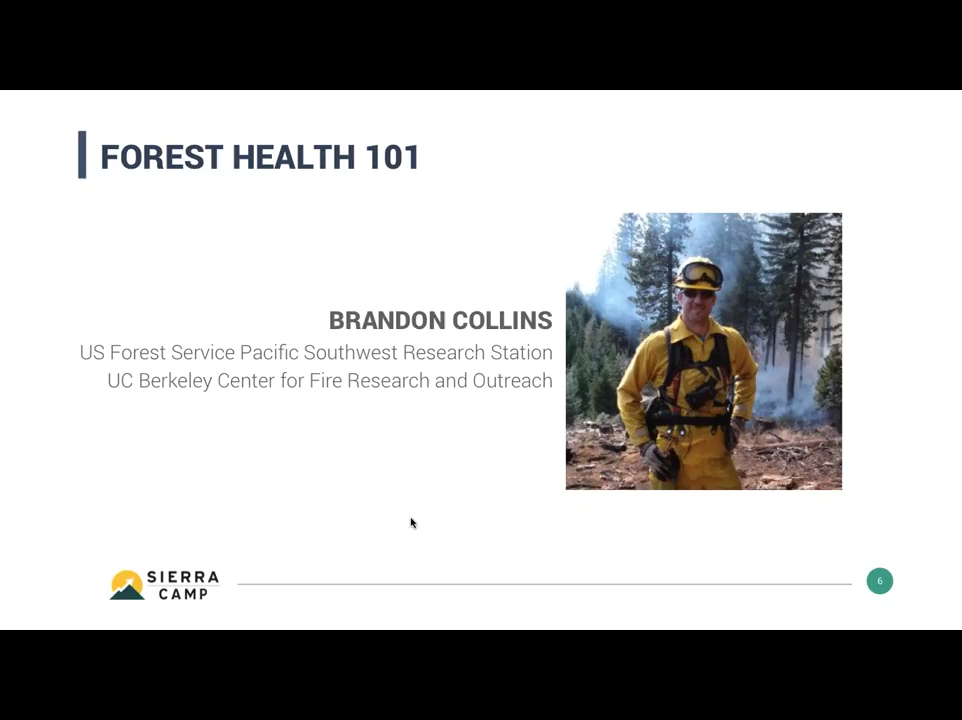 FOREST HEALTH 101
BRANDON COLLINS
US Forest Service Pacific Southwest Research Station
UC Berkeley Center for Fire Research and Outreach
SIERRA
CAMP
6